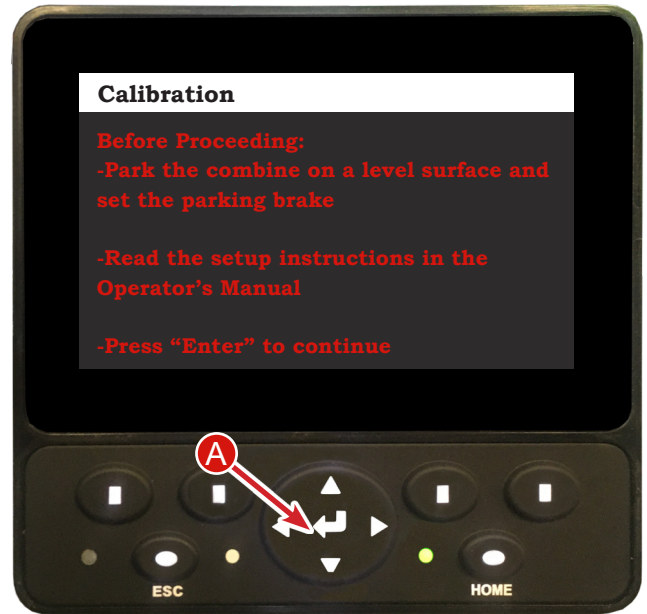 Calibration
Before Proceeding:
-Park the combine on a level surface and
set the parking brake
-Read the setup instructions in the
Operator’s Manual
-Press “Enter” to continue
A
ESC
HOME